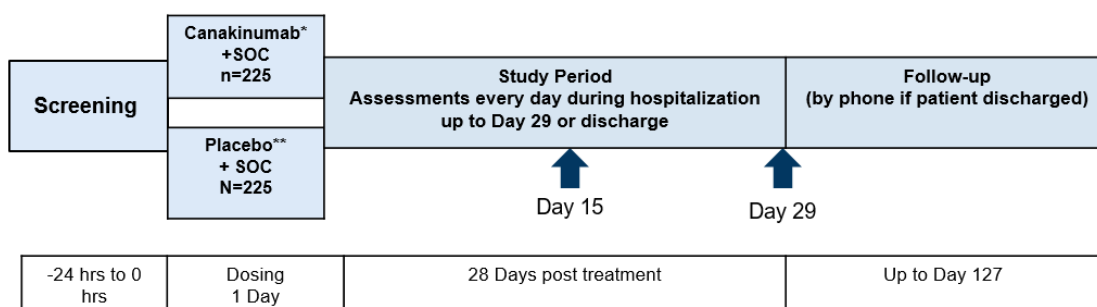 Canakinumab*
+SOC
n=225
Screening
Placebo**
+ SOC
N=225
Study Period
Assessments every day during hospitalization
up to Day 29 or discharge
Follow-up
(by phone if patient discharged)
Day 15
Day 29
-24 hrs to 0
hrs
Dosing
1 Day
28 Days post treatment
Up to Day 127